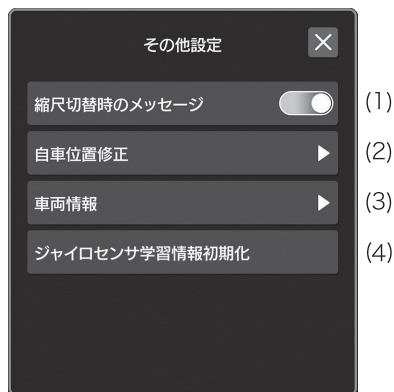 その他設定
縮尺切替時のメッセージ (1)
自車位置修正 (2)
車両情報 (3)
ジャイロセンサ学習情報初期化 (4)